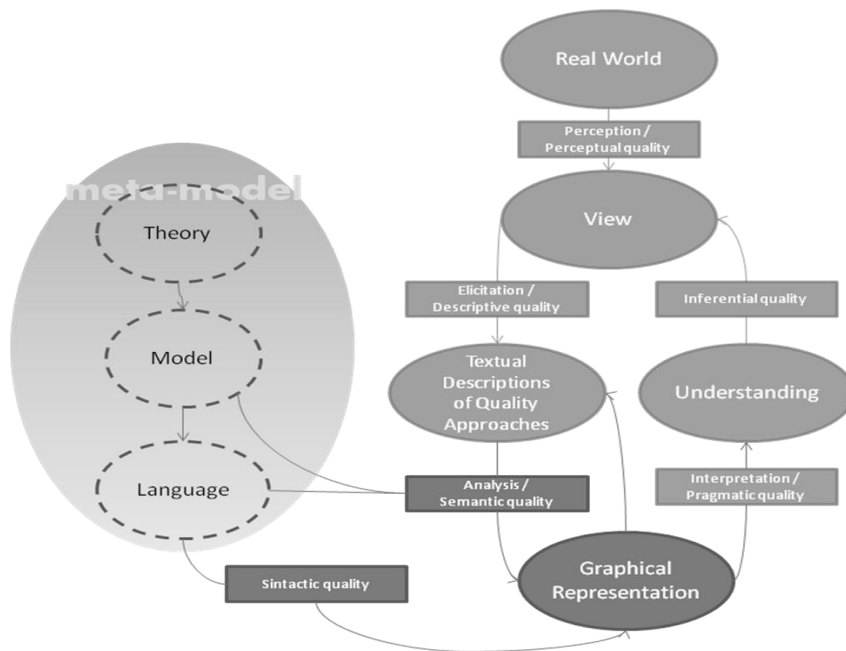 Real World
Perception /
Perceptual quality
meta-model
Theory
View
Elicitation /
Descriptive quality
Inferential quality
Model
Textual
Descriptions
of Quality
Approaches
Understanding
Language
Analysis /
Semantic quality
Interpretation /
Pragmatic quality
Sintactic quality
Graphical
Representation